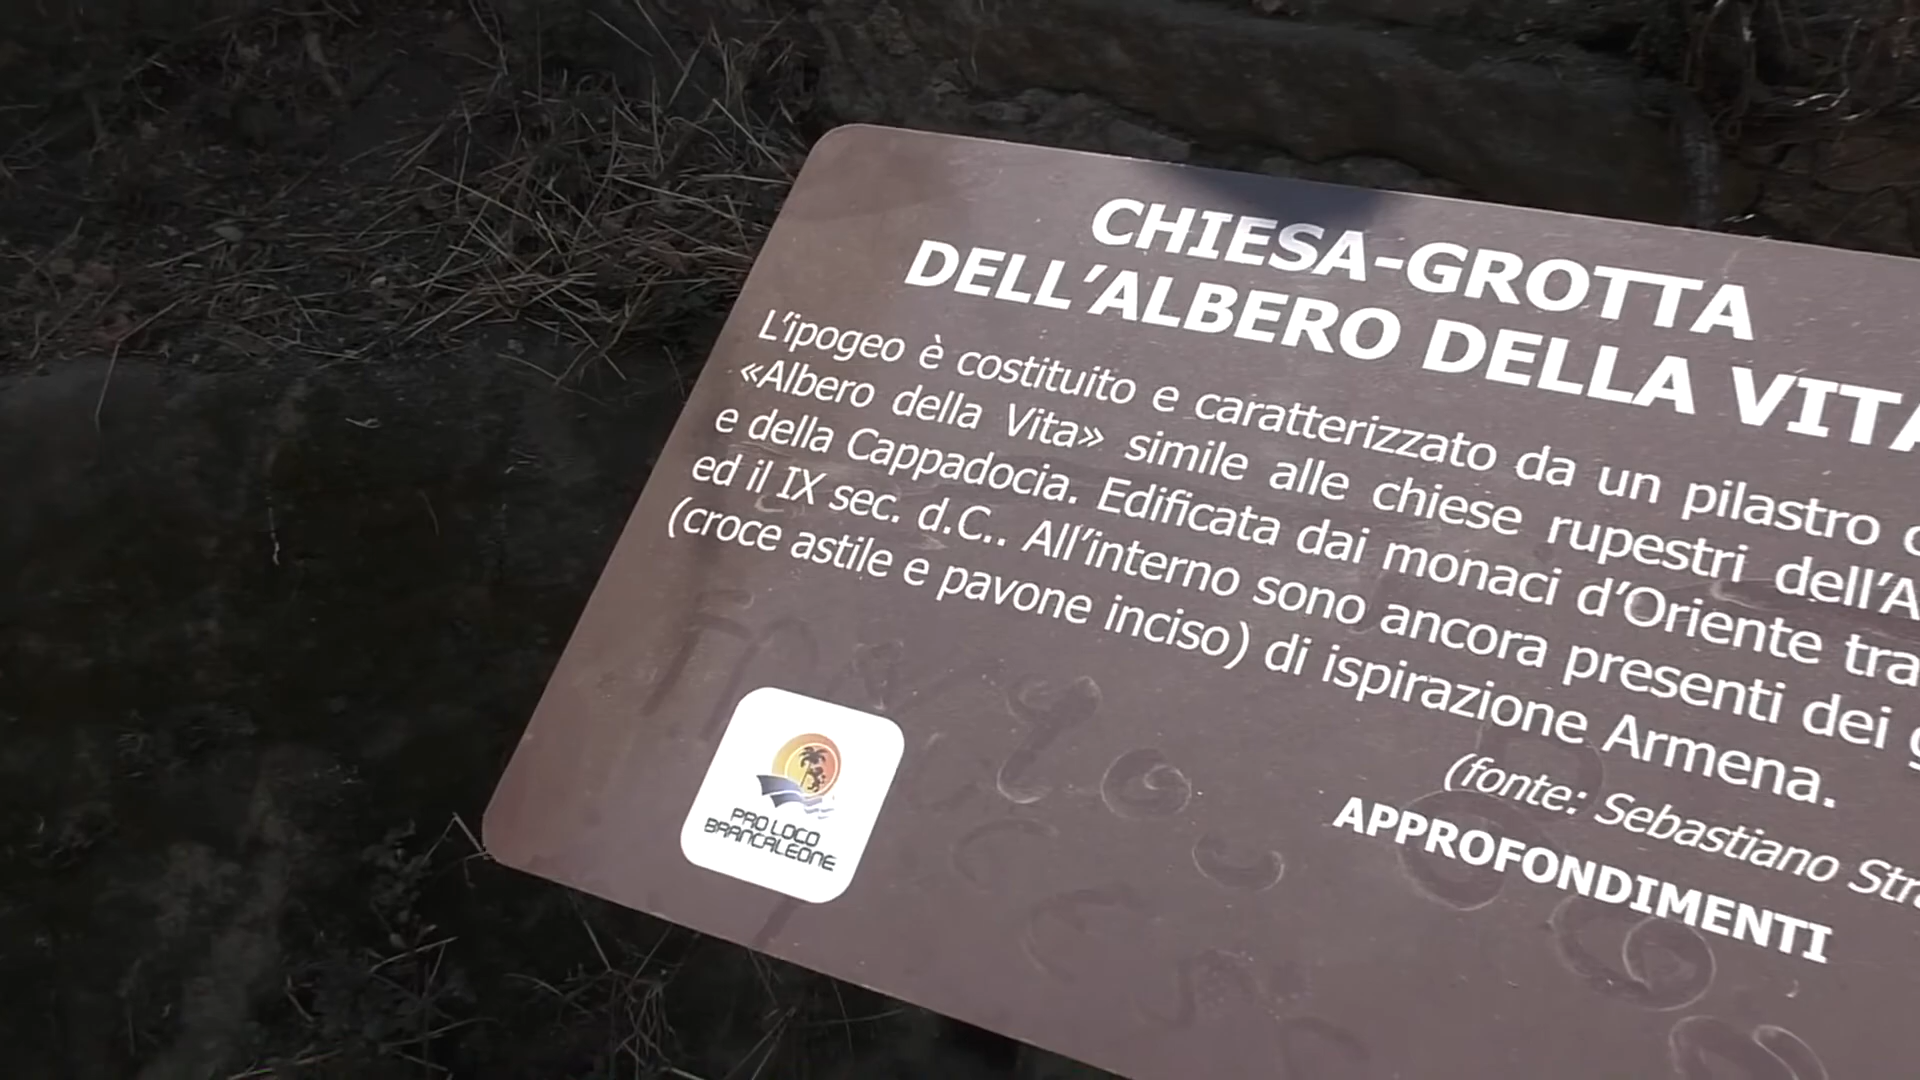 CHIESA-GROTTA
DELL'ALBERO DELLA VITA
L'ipogeo è costituito e caratterizzato da un pilastro
«Albero della Vita» simile alle chiese rupestri
e della Cappadocia. Edificata dai monaci d'Oriente tra
ed il IX sec. d.C.. All'interno sono ancora presenti dei
(croce astile e pavone inciso) di ispirazione Armena.
(fonte: Sebastiano
APPROFONDIMENTI
PRO LOCO
BRANCALEONE